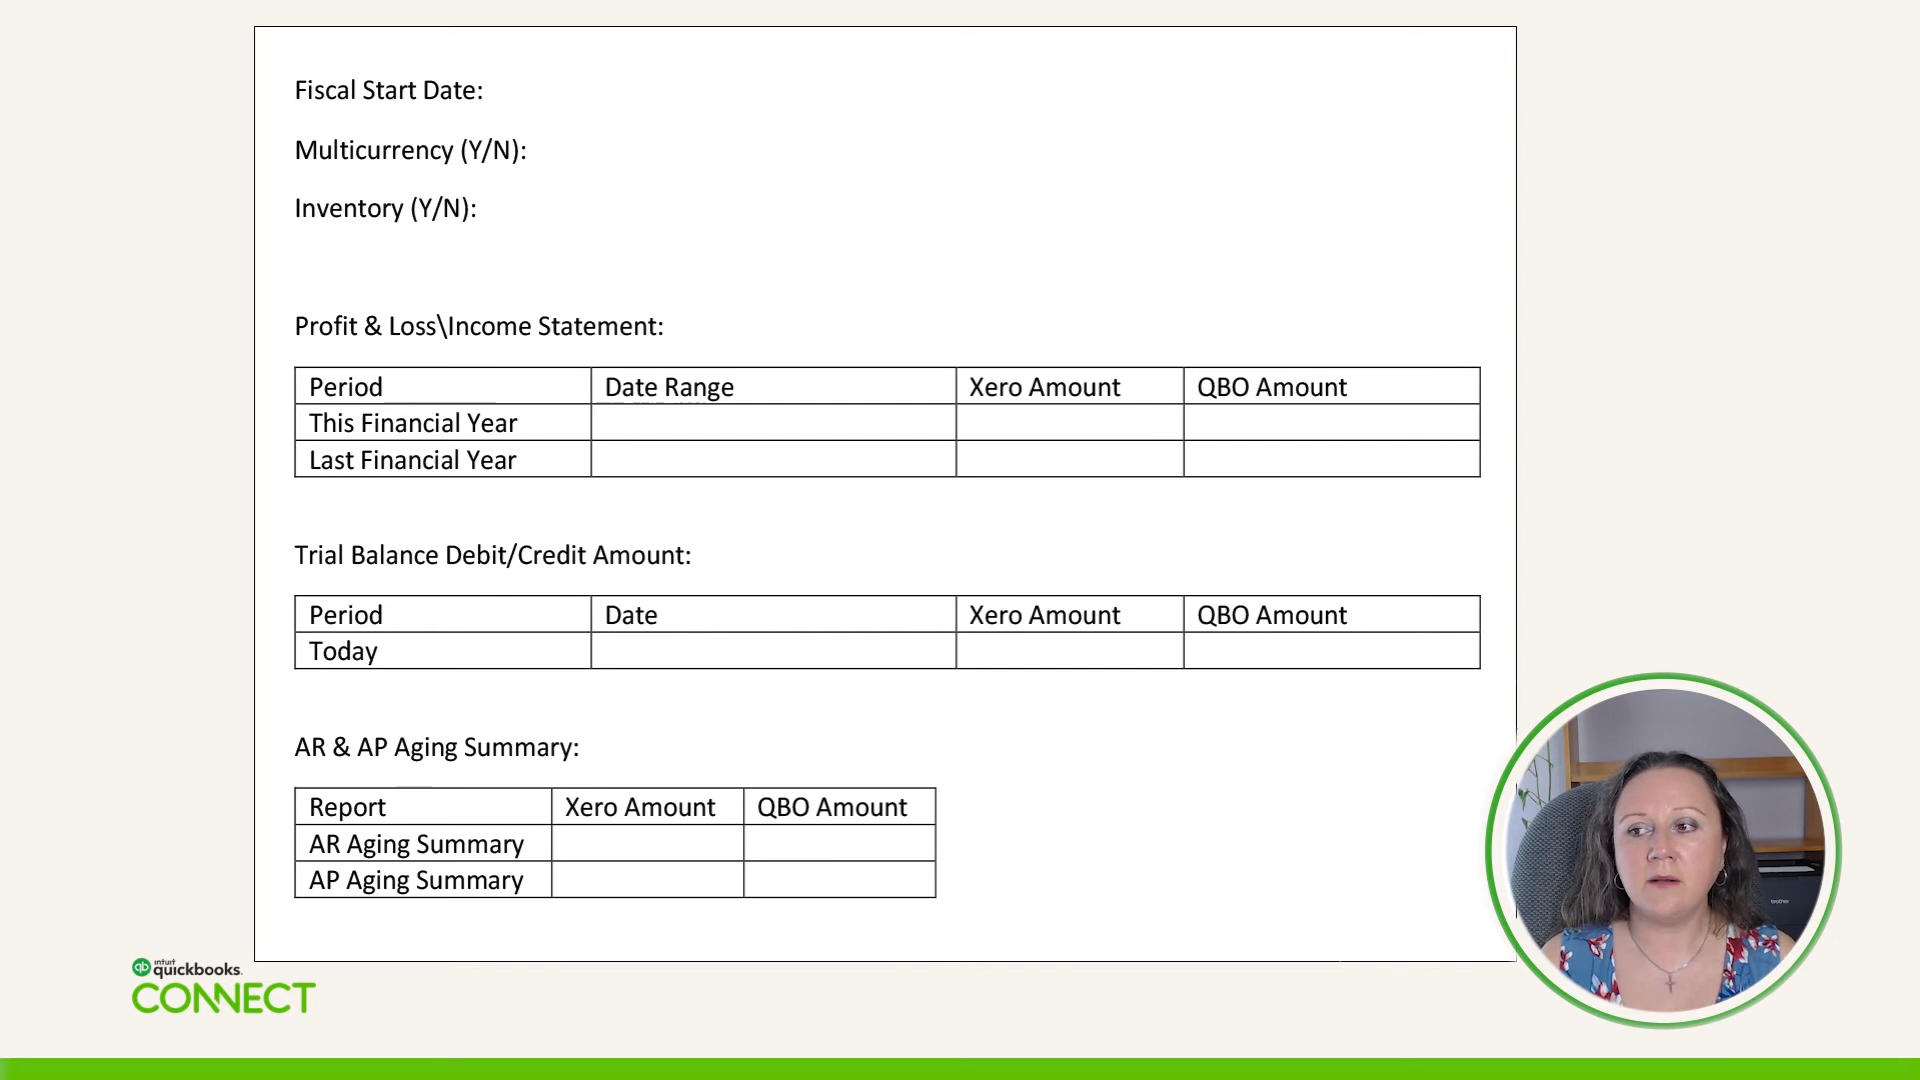 Fiscal Start Date:
Multicurrency (Y/N):
Inventory (Y/N):
Profit & Loss\Income Statement:
Period Date Range Xero Amount QBO Amount
This Financial Year
Last Financial Year
Trial Balance Debit/Credit Amount:
Period Date Xero Amount QBO Amount
Today
AR & AP Aging Summary:
Report Xero Amount QBO Amount
AR Aging Summary
AP Aging Summary
brother
qb intuit
quickbooks.
CONNECT